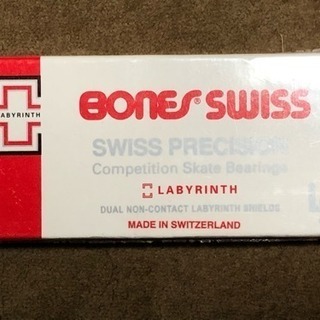 LABYRINTH
BONES® SWISS
SWISS PRECISION
Competition Skate Bearings
LABYRINTH
DUAL NON-CONTACT LABYRINTH SHIELDS
MADE IN SWITZERLAND